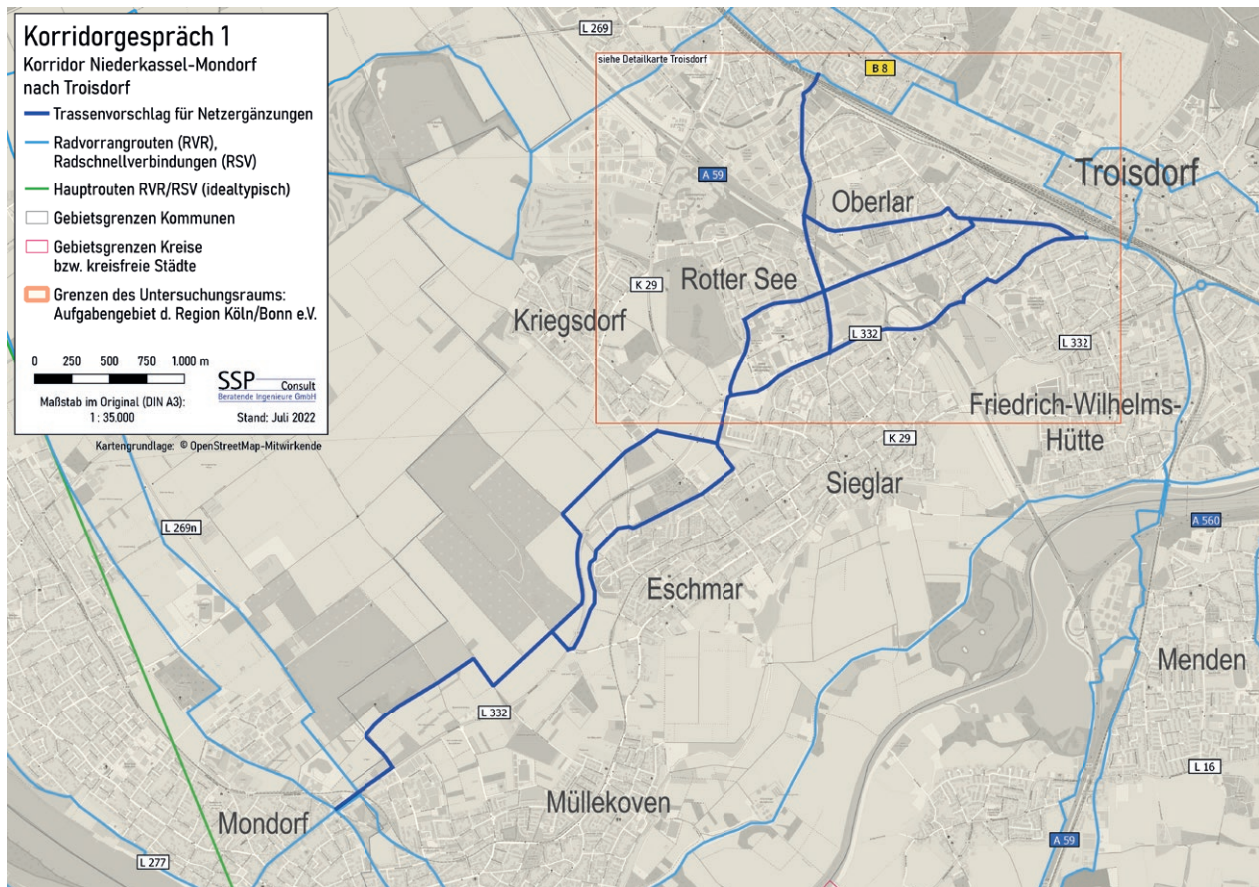 Korridorgespräch 1
Korridor Niederkassel-Mondorf
nach Troisdorf
Trassenvorschlag für Netzergänzungen
Radvorrangrouten (RVR),
Radschnellverbindungen (RSV)
Hauptrouten RVR/RSV (idealtypisch)
Gebietsgrenzen Kommunen
Gebietsgrenzen Kreise
bzw. kreisfreie Städte
Grenzen des Untersuchungsraums:
Aufgabengebiet d. Region Köln/Bonn e.V.
0 250 500 750 1.000 m
Maßstab im Original (DIN A3):
1 : 35.000
SSP Consult
Beratende Ingenieure GmbH
Stand: Juli 2022
Kartengrundlage: © OpenStreetMap-Mitwirkende
L 269
siehe Detailkarte Troisdorf
B 8
A 59
Troisdorf
Oberlar
Rotter See
K 29
Kriegsdorf
L 332
L 332
Friedrich-Wilhelms-
Hütte
K 29
Sieglar
L 269n
A 560
Eschmar
Menden
L 332
L 16
Müllekoven
Mondorf
A 59
L 277